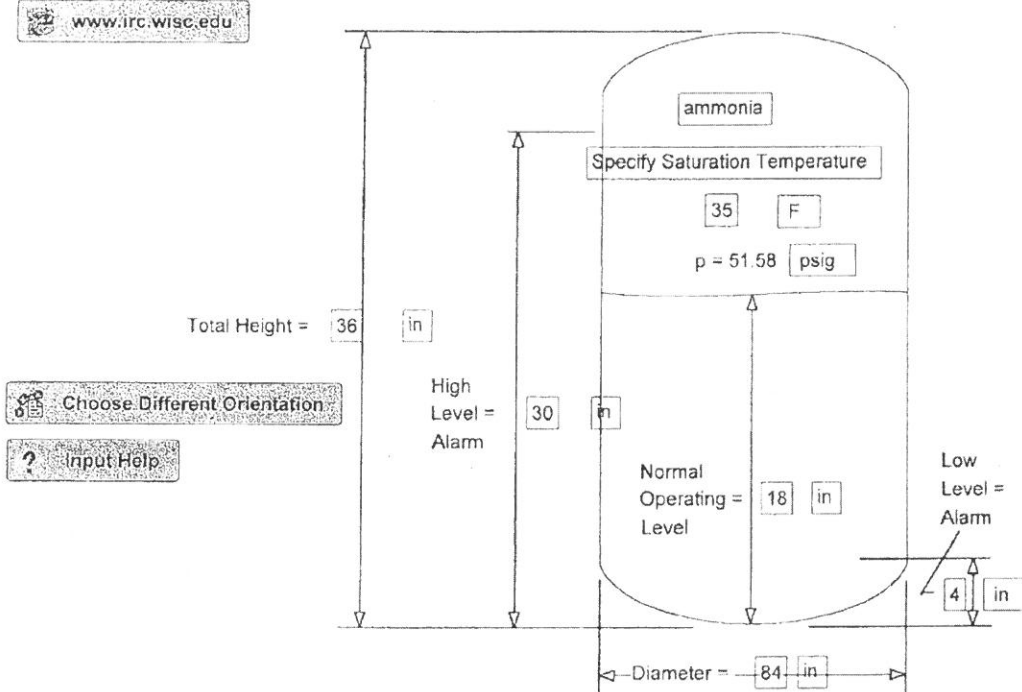 www.irc.wisc.edu
ammonia
Specify Saturation Temperature
35 F
p = 51.58 psig
Total Height = 36 in
Choose Different Orientation
Input Help
High
Level = 30 in
Alarm
Normal
Operating = 18 in
Level
Low
Level =
Alarm
4 in
Diameter = 84 in